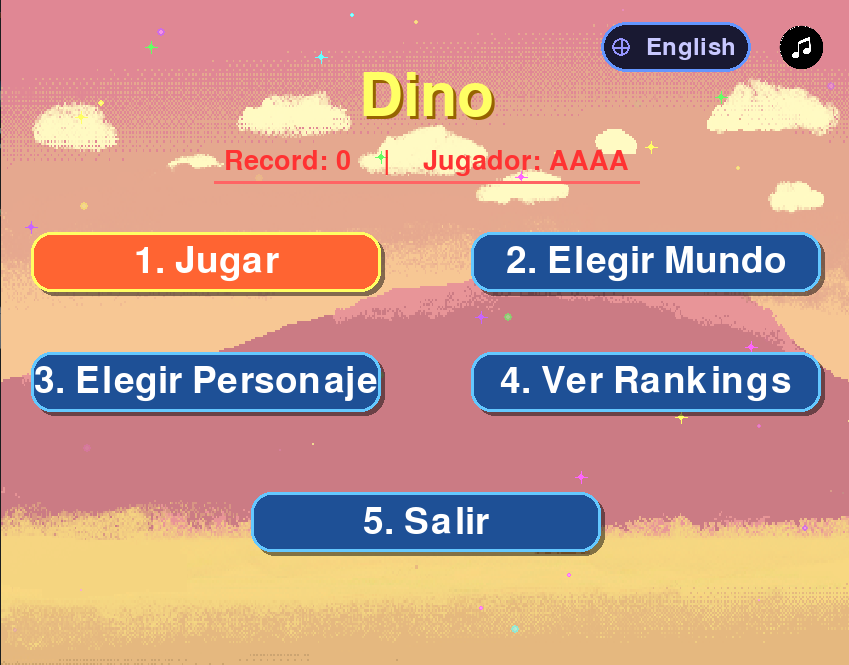 English
Dino
Record: 0 | Jugador: AAAA
1. Jugar
2. Elegir Mundo
3. Elegir Personaje
4. Ver Rankings
5. Salir